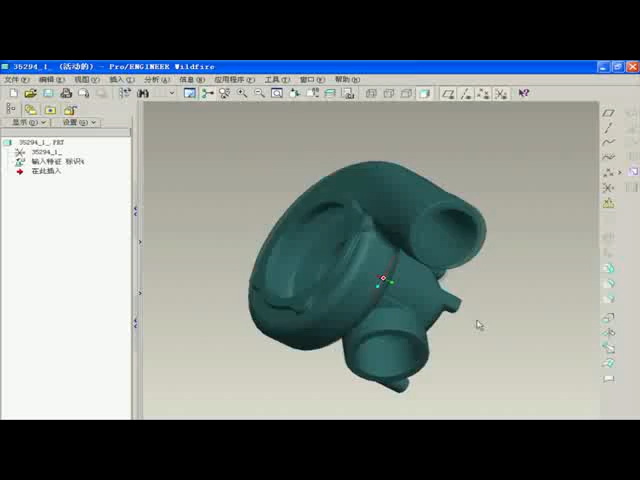 35294_1_ (活动的) - Pro/ENGINEER Wildfire
文件(F) 编辑(E) 视图(V) 插入(I) 分析(A) 信息(N) 应用程序(P) 工具(T) 窗口(W) 帮助(H)
显示(O) 设置(G)
35294_1_.PRT
35294_1_
输入特征 标识4
在此插入